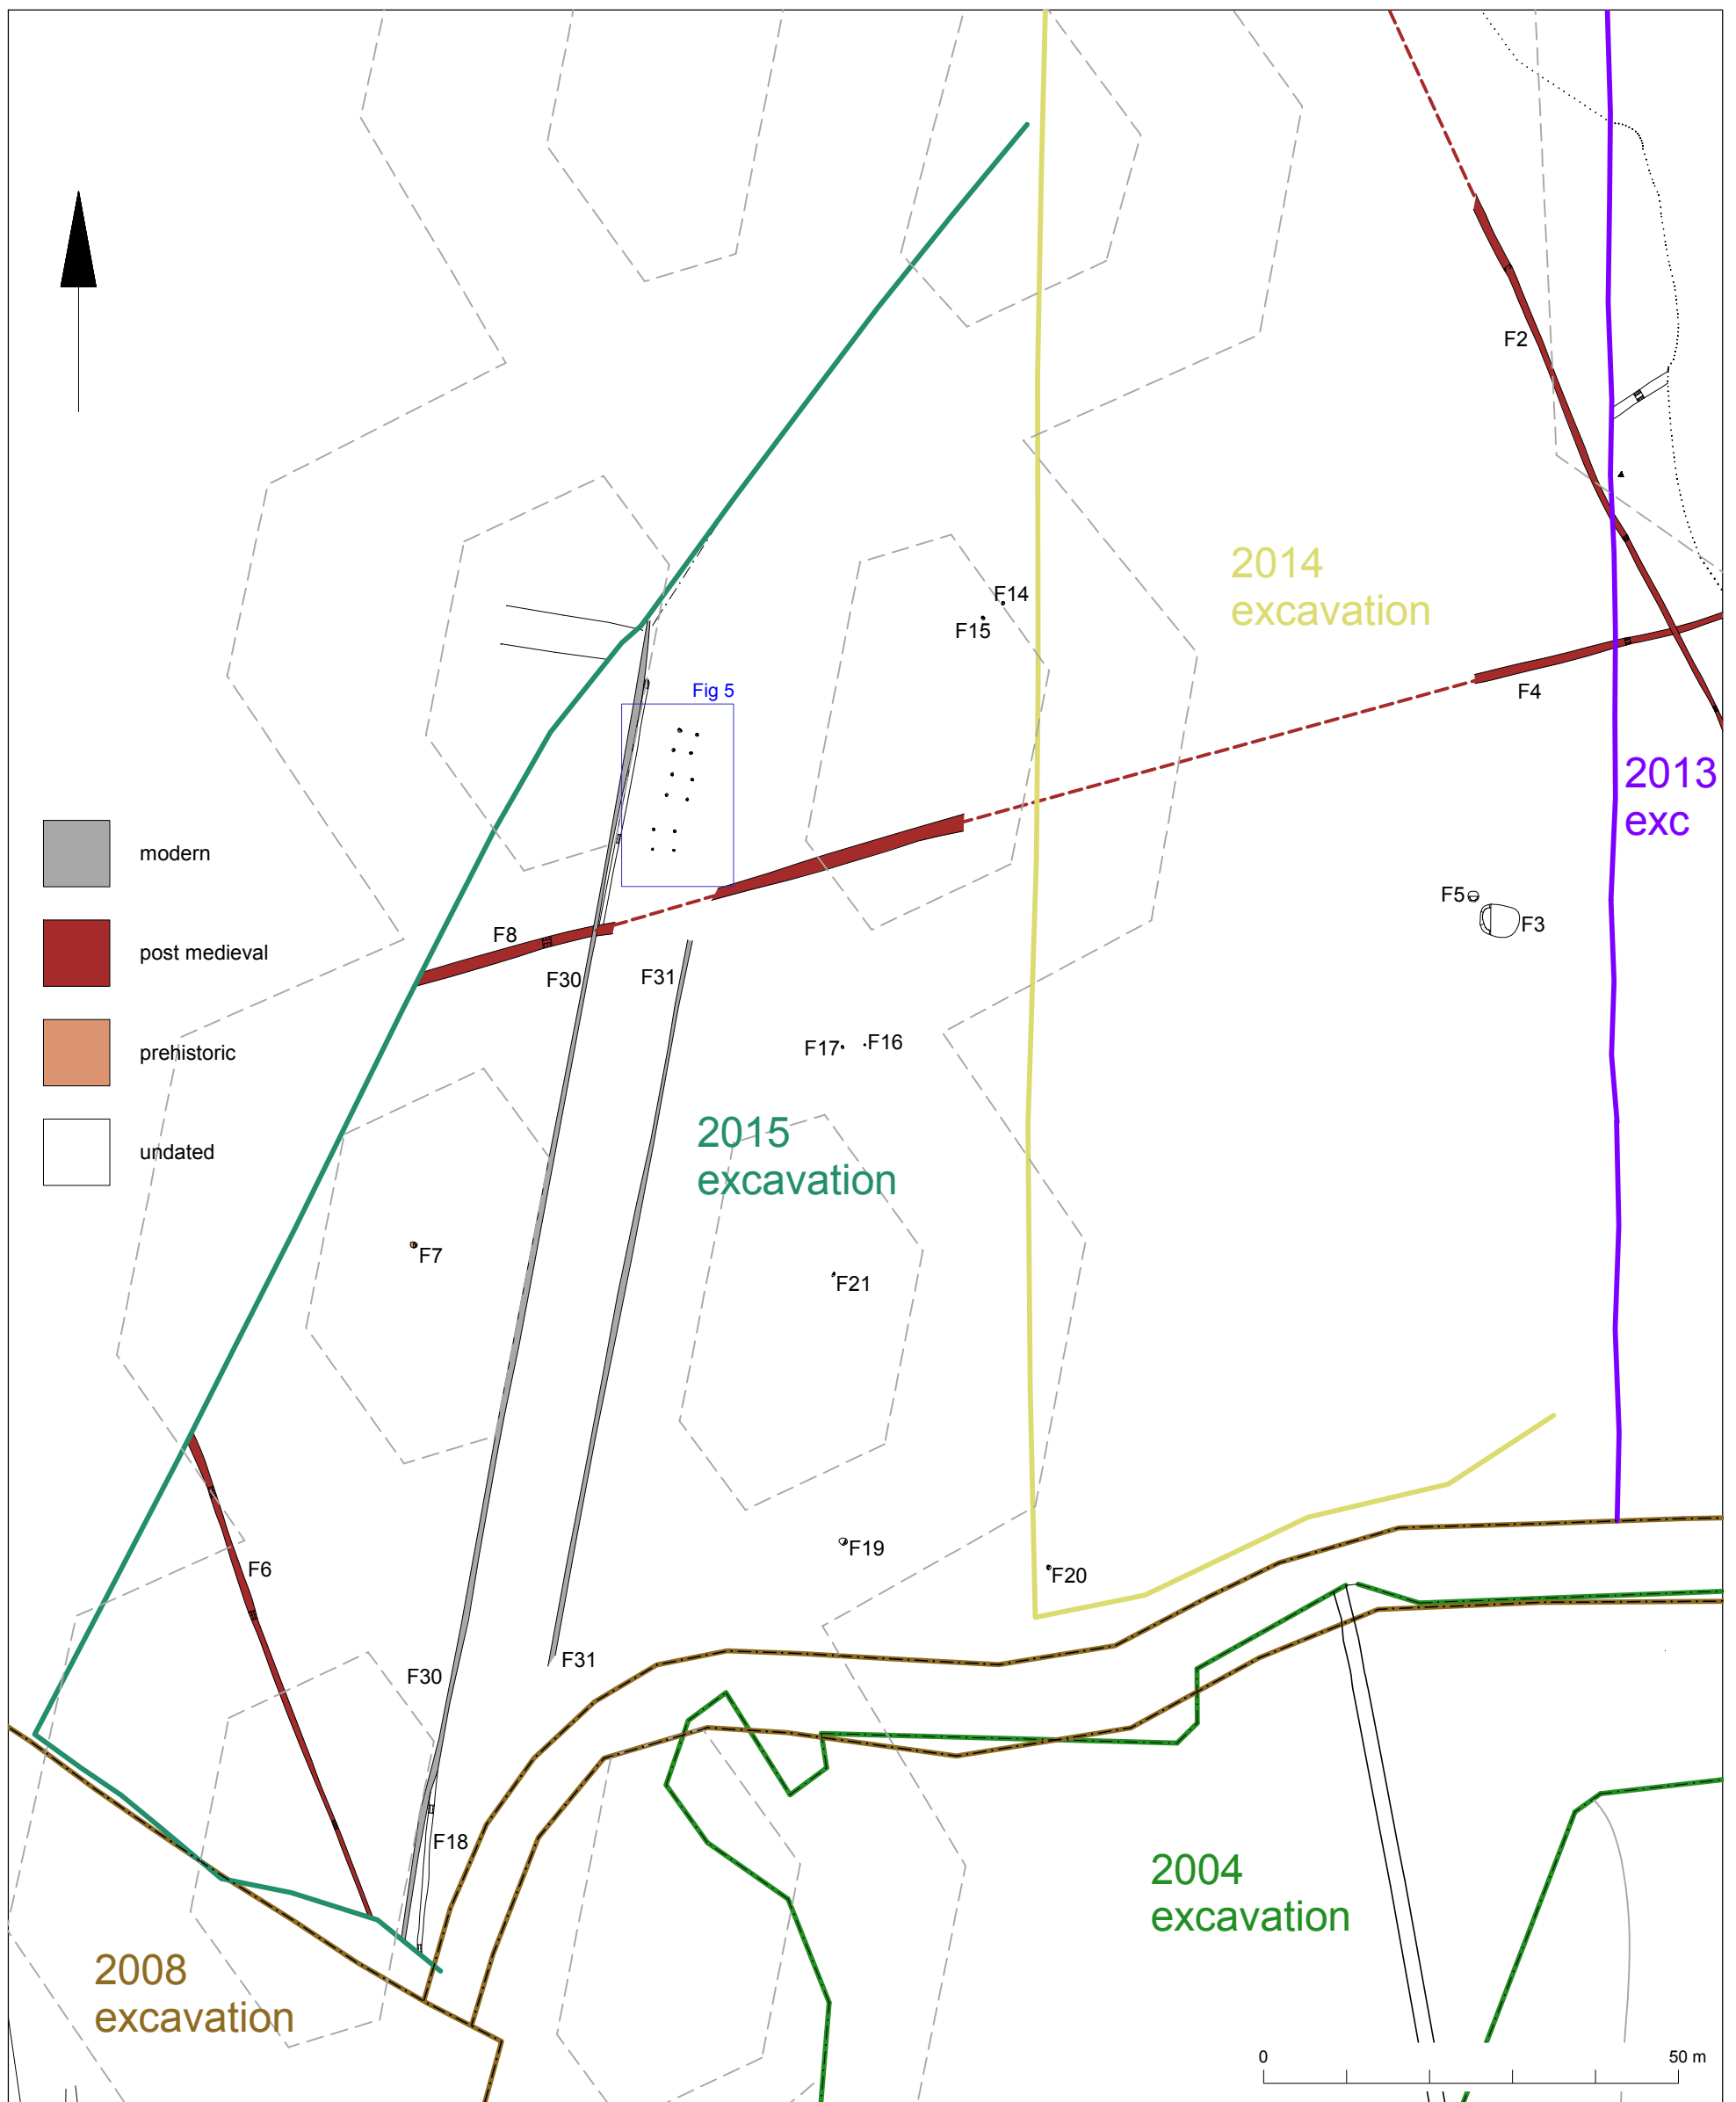 F2
2014
excavation
F14
F15
Fig 5
F4
2013
exc
modern
F5
F3
post medieval
F8
F30
F31
prehistoric
F17
F16
2015
excavation
undated
F7
F21
F19
F20
F6
F30
F31
F18
2004
excavation
2008
excavation
0
50 m